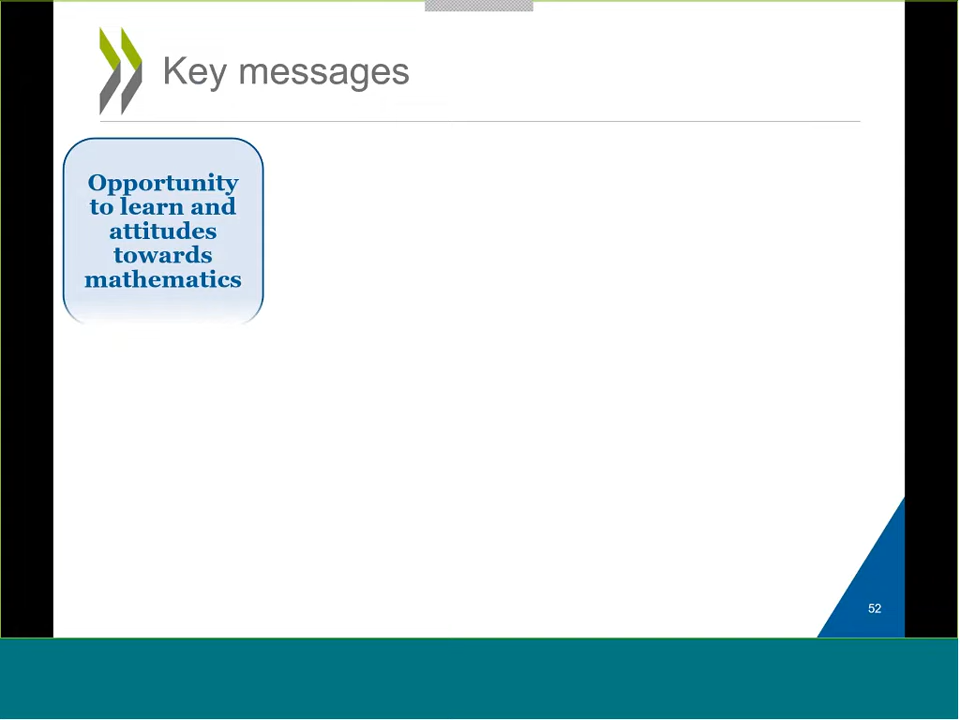 Key messages
Opportunity
to learn and
attitudes
towards
mathematics
52